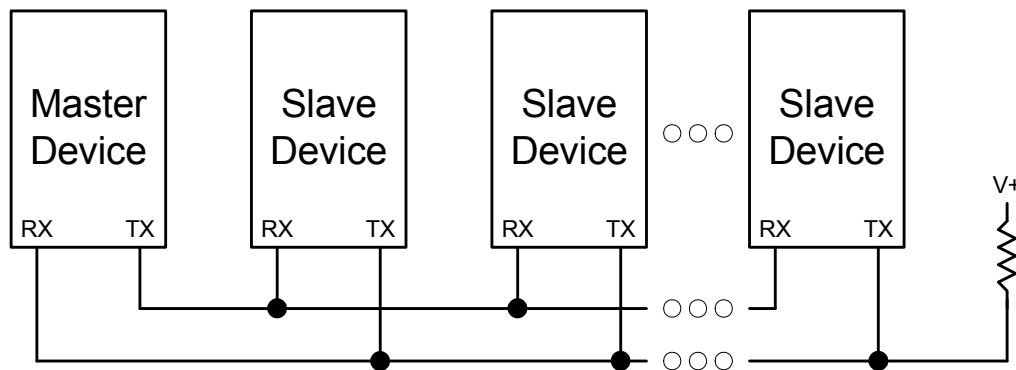 Master
Device
Slave
Device
Slave
Device
Slave
Device
V+
RX TX
RX TX
RX TX
RX TX